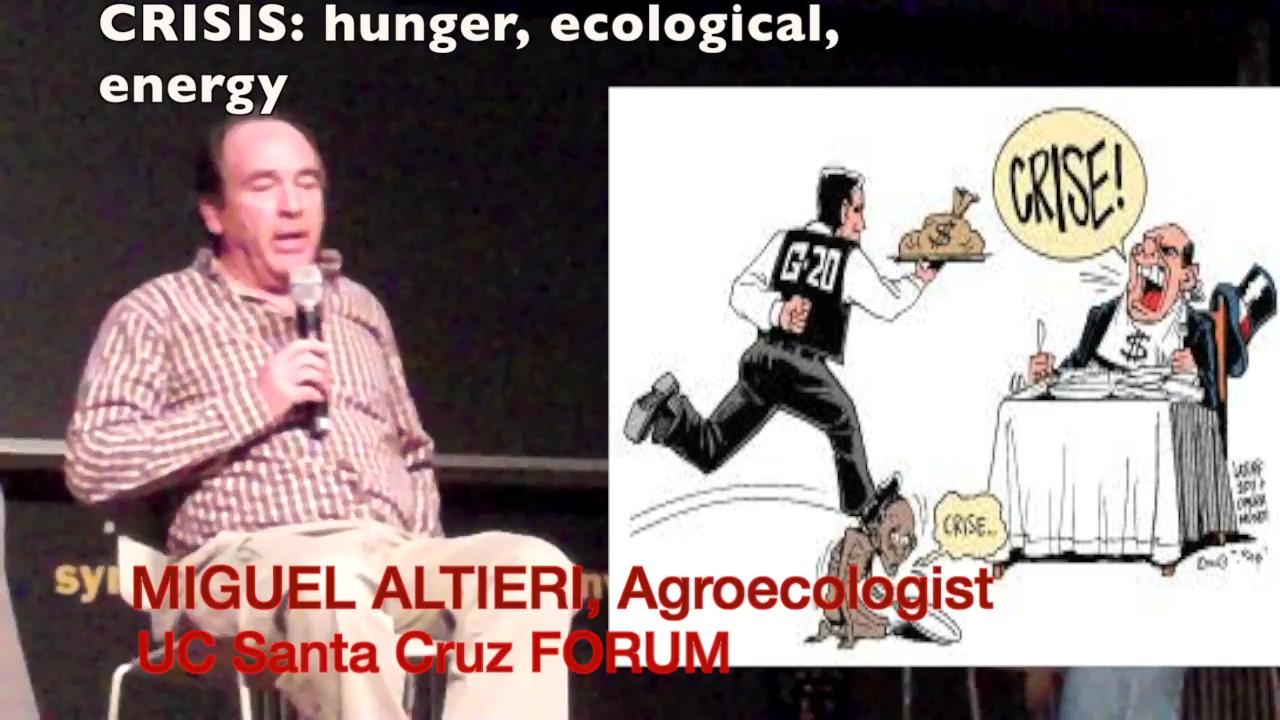 CRISIS: hunger, ecological,
energy
CRISE!
G-20
$
$
CRISE..
MIGUEL ALTIERI, Agroecologist
UC Santa Cruz FORUM